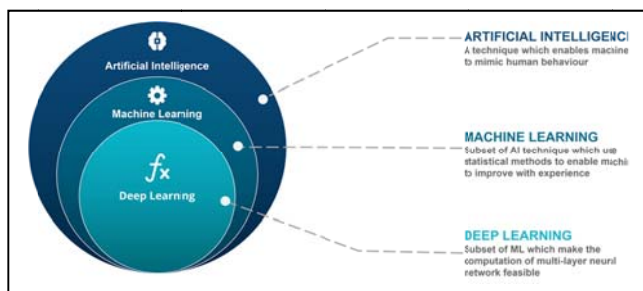 Artificial Intelligence
Machine Learning
fx
Deep Learning
ARTIFICIAL INTELLIGENC
A technique which enables machine
to mimic human behaviour
MACHINE LEARNING
Subset of AI technique which use
statistical methods to enable machi
to improve with experience
DEEP LEARNING
Subset of ML which make the
computation of multi-layer neural
network feasible